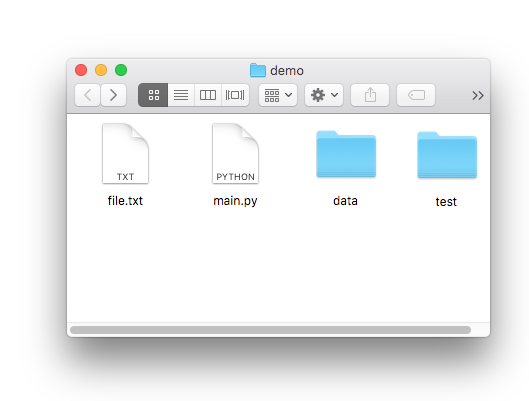 demo
TXT
PYTHON
file.txt
main.py
data
test